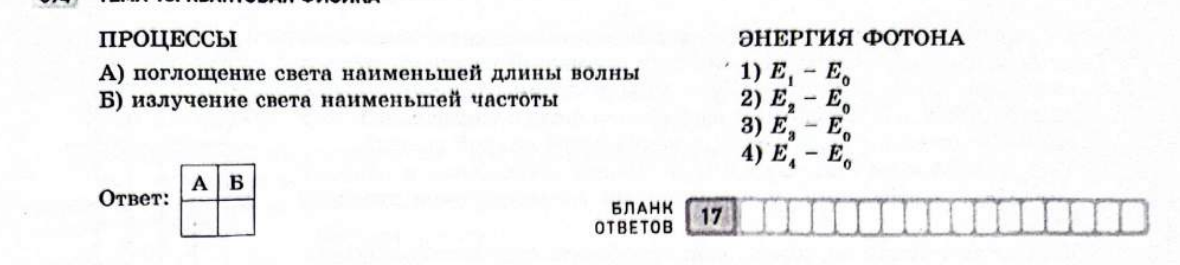 ПРОЦЕССЫ
А) поглощение света наименьшей длины волны
Б) излучение света наименьшей частоты
ЭНЕРГИЯ ФОТОНА
1) E₁ – E₀
2) E₂ – E₀
3) E₃ – E₀
4) E₄ – E₀
Ответ:
А Б
БЛАНК
ОТВЕТОВ
17